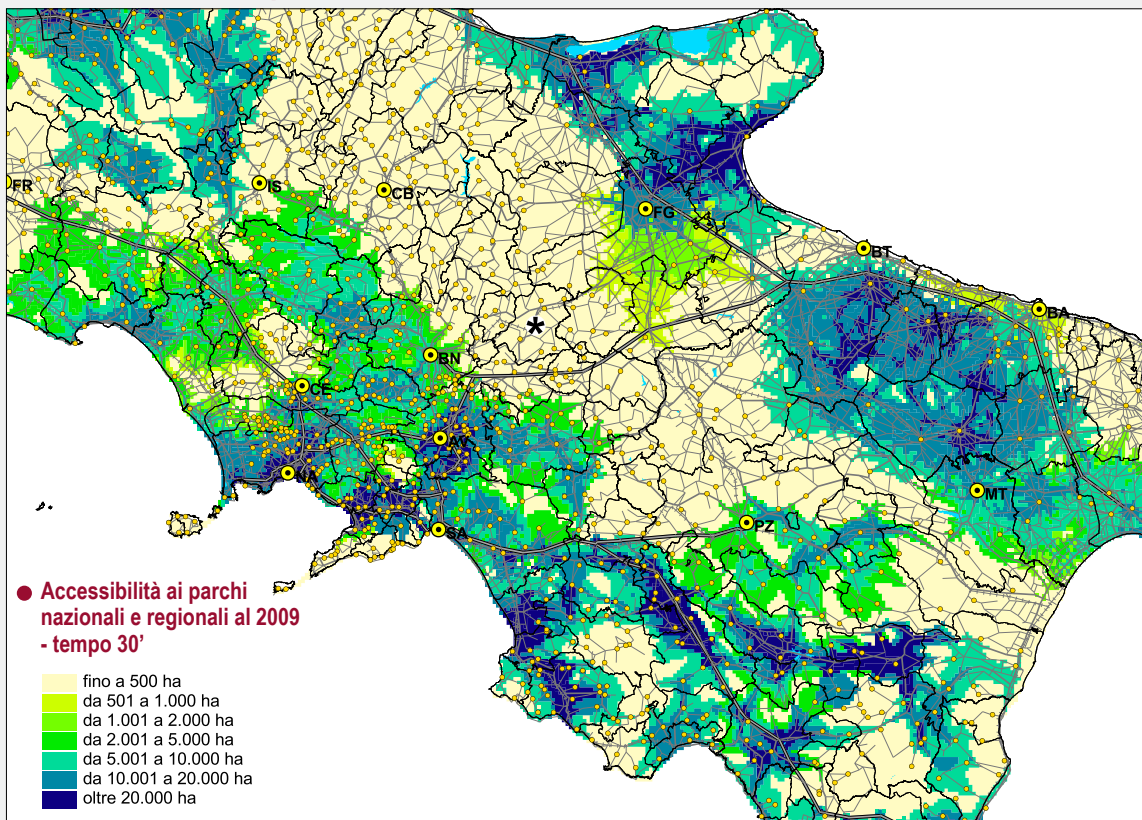 FR
IS
CB
FG
BT
BA
*
BN
CE
AV
NA
MT
PZ
SA
● Accessibilità ai parchi
nazionali e regionali al 2009
- tempo 30’
fino a 500 ha
da 501 a 1.000 ha
da 1.001 a 2.000 ha
da 2.001 a 5.000 ha
da 5.001 a 10.000 ha
da 10.001 a 20.000 ha
oltre 20.000 ha